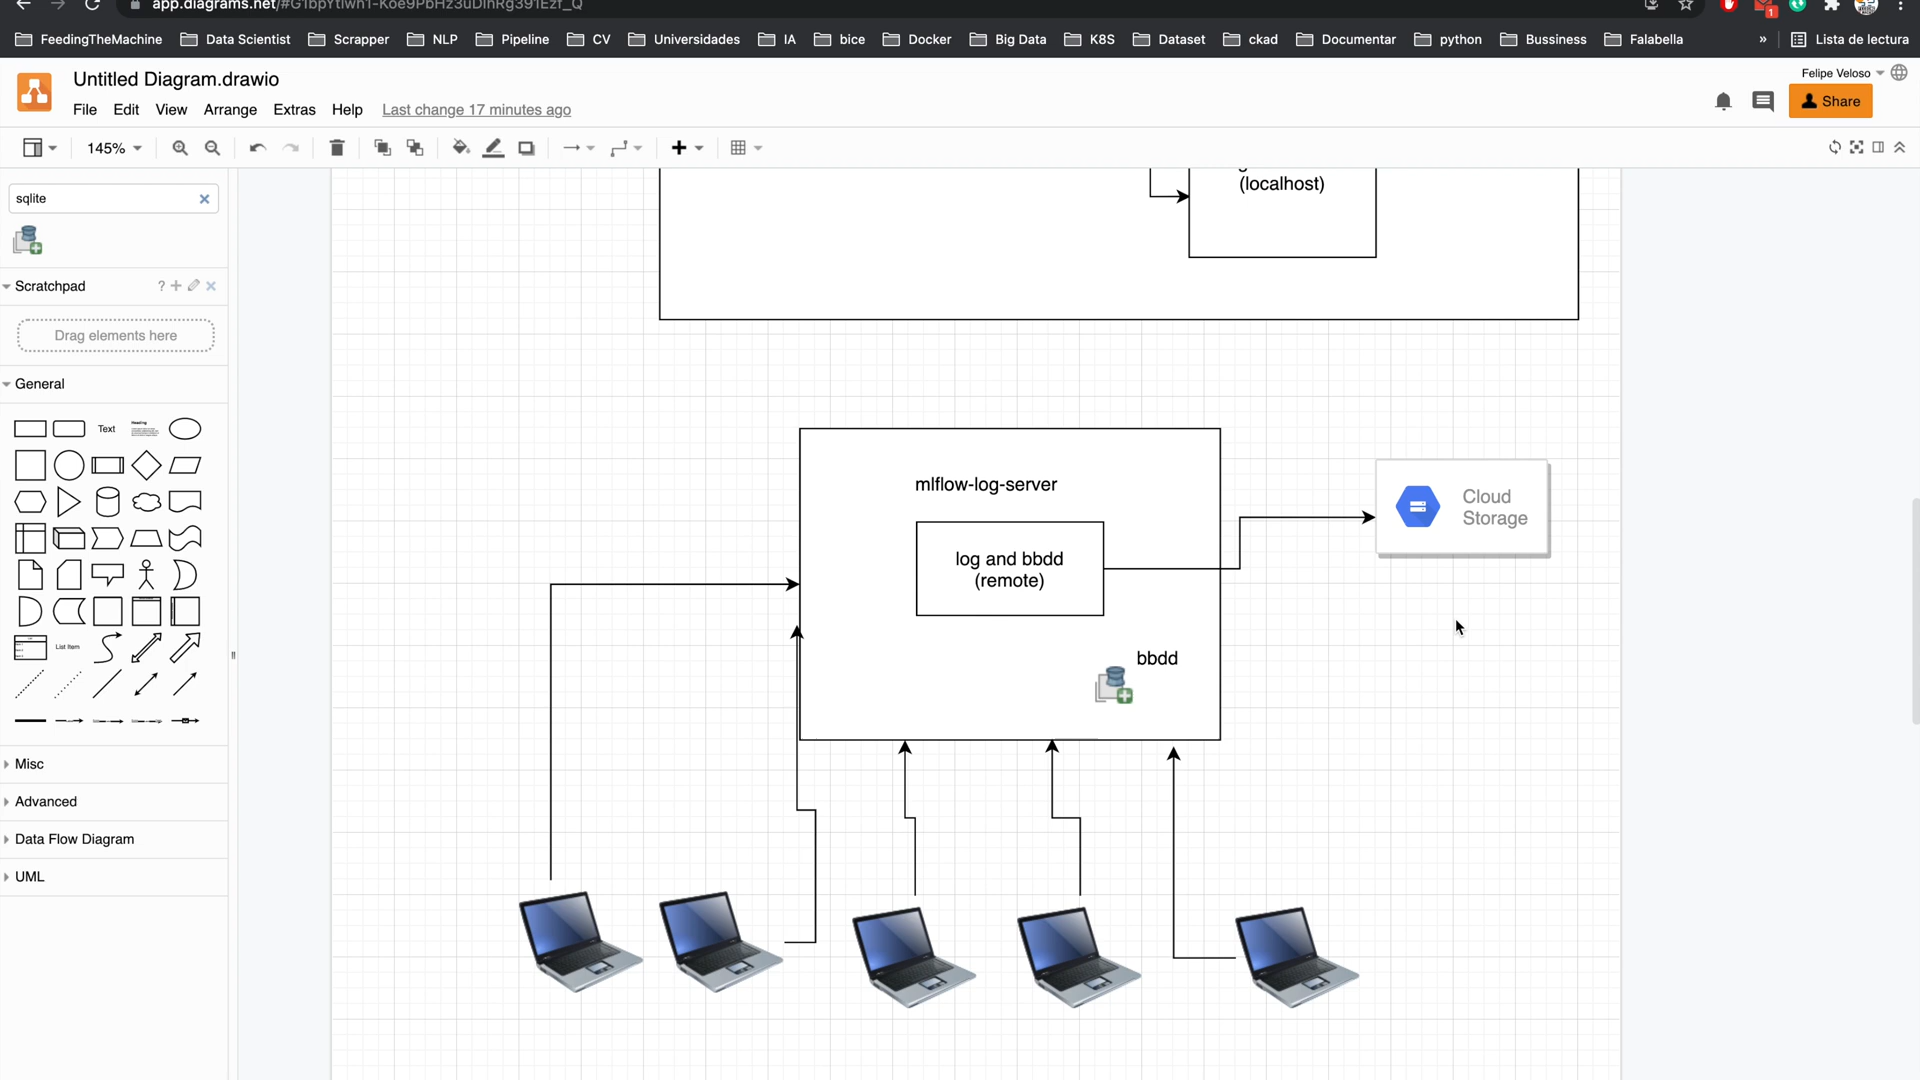 app.diagrams.net/#G1bpYtlwh1-Koe9PbHz3uDlnRg391Ezf_Q
1
FeedingTheMachine
Data Scientist
Scrapper
NLP
Pipeline
CV
Universidades
IA
bice
Docker
Big Data
K8S
Dataset
ckad
Documentar
python
Bussiness
Falabella
»
Lista de lectura
Untitled Diagram.drawio
Felipe Veloso
File
Edit
View
Arrange
Extras
Help
Last change 17 minutes ago
Share
145%
sqlite
Scratchpad
?
Drag elements here
General
Text
Heading
List Item
Misc
Advanced
Data Flow Diagram
UML
(localhost)
mlflow-log-server
log and bbdd
(remote)
bbdd
Cloud
Storage